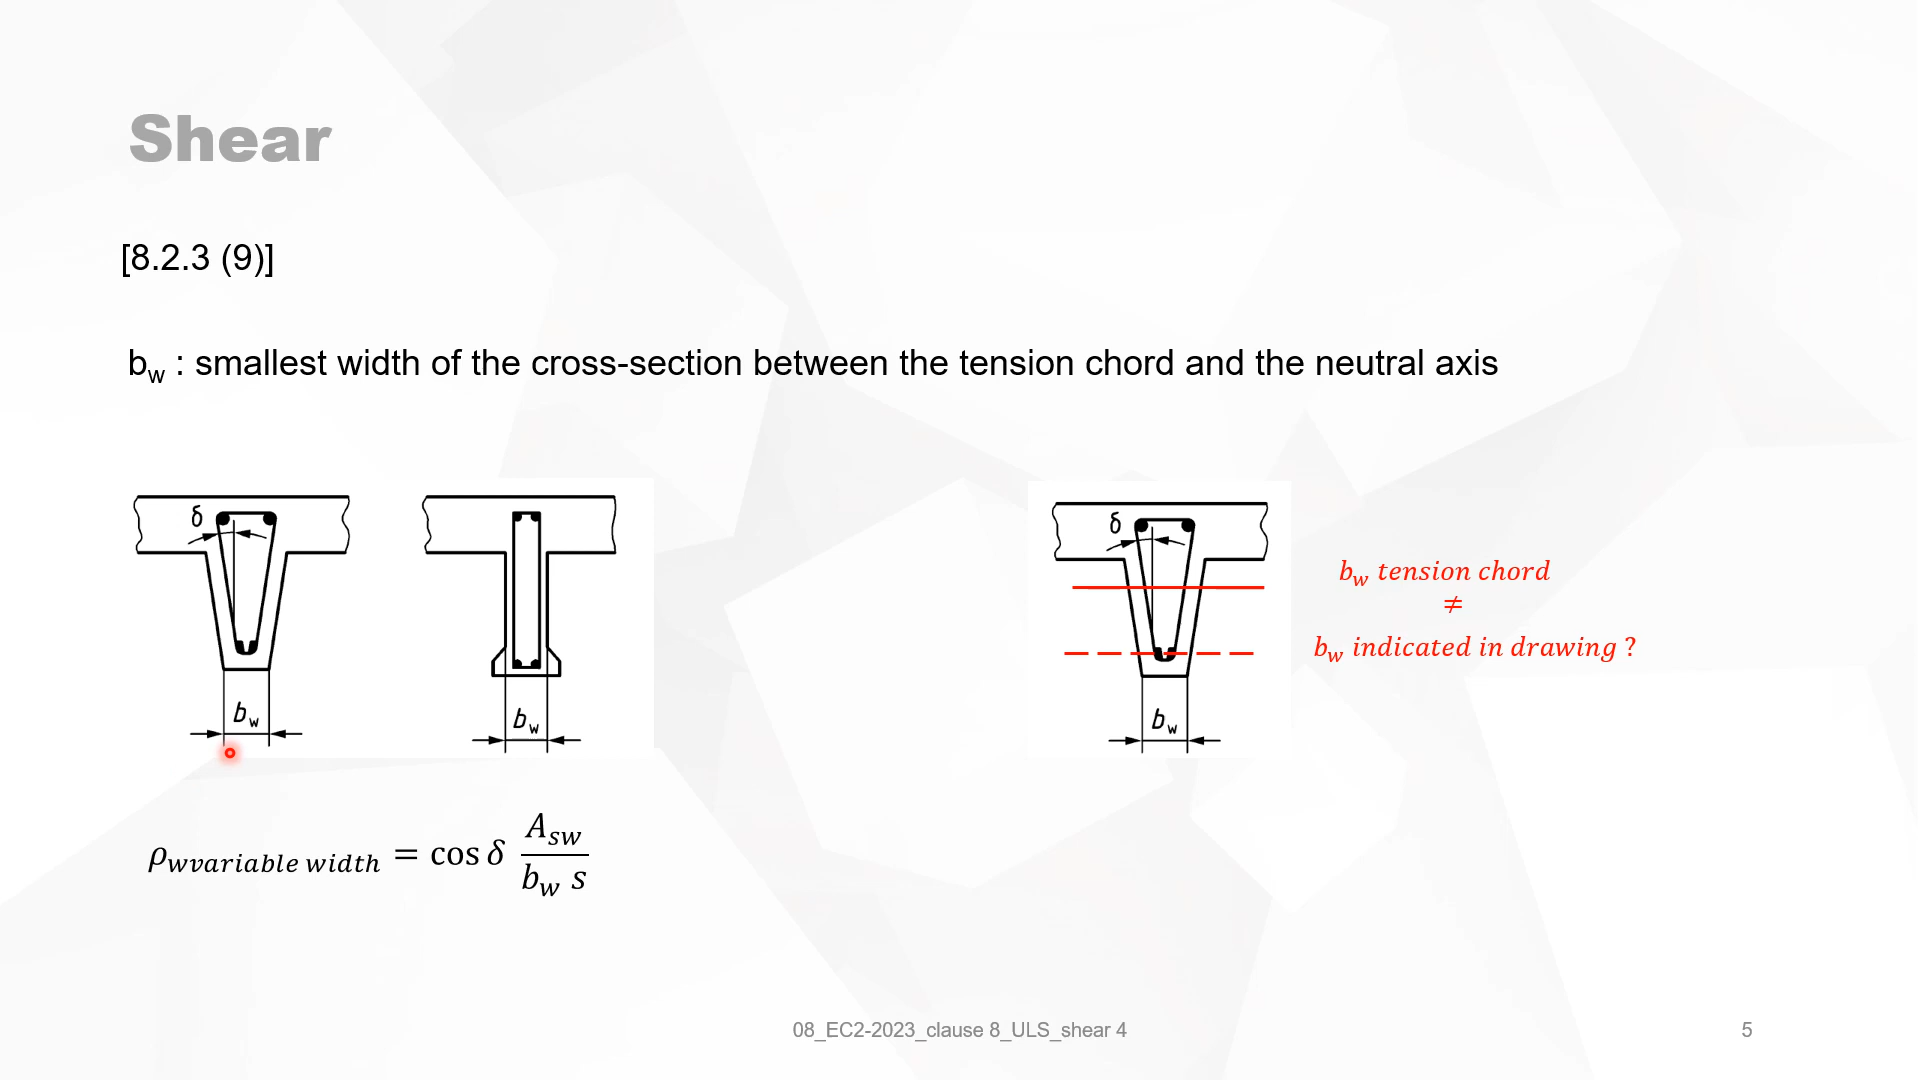 Shear
[8.2.3 (9)]
bw : smallest width of the cross-section between the tension chord and the neutral axis
δ
bw
bw
δ
bw
bw tension chord
≠
bw indicated in drawing ?
ρwvariable width = cos δ Asw / bw s
08_EC2-2023_clause 8_ULS_shear 4
5